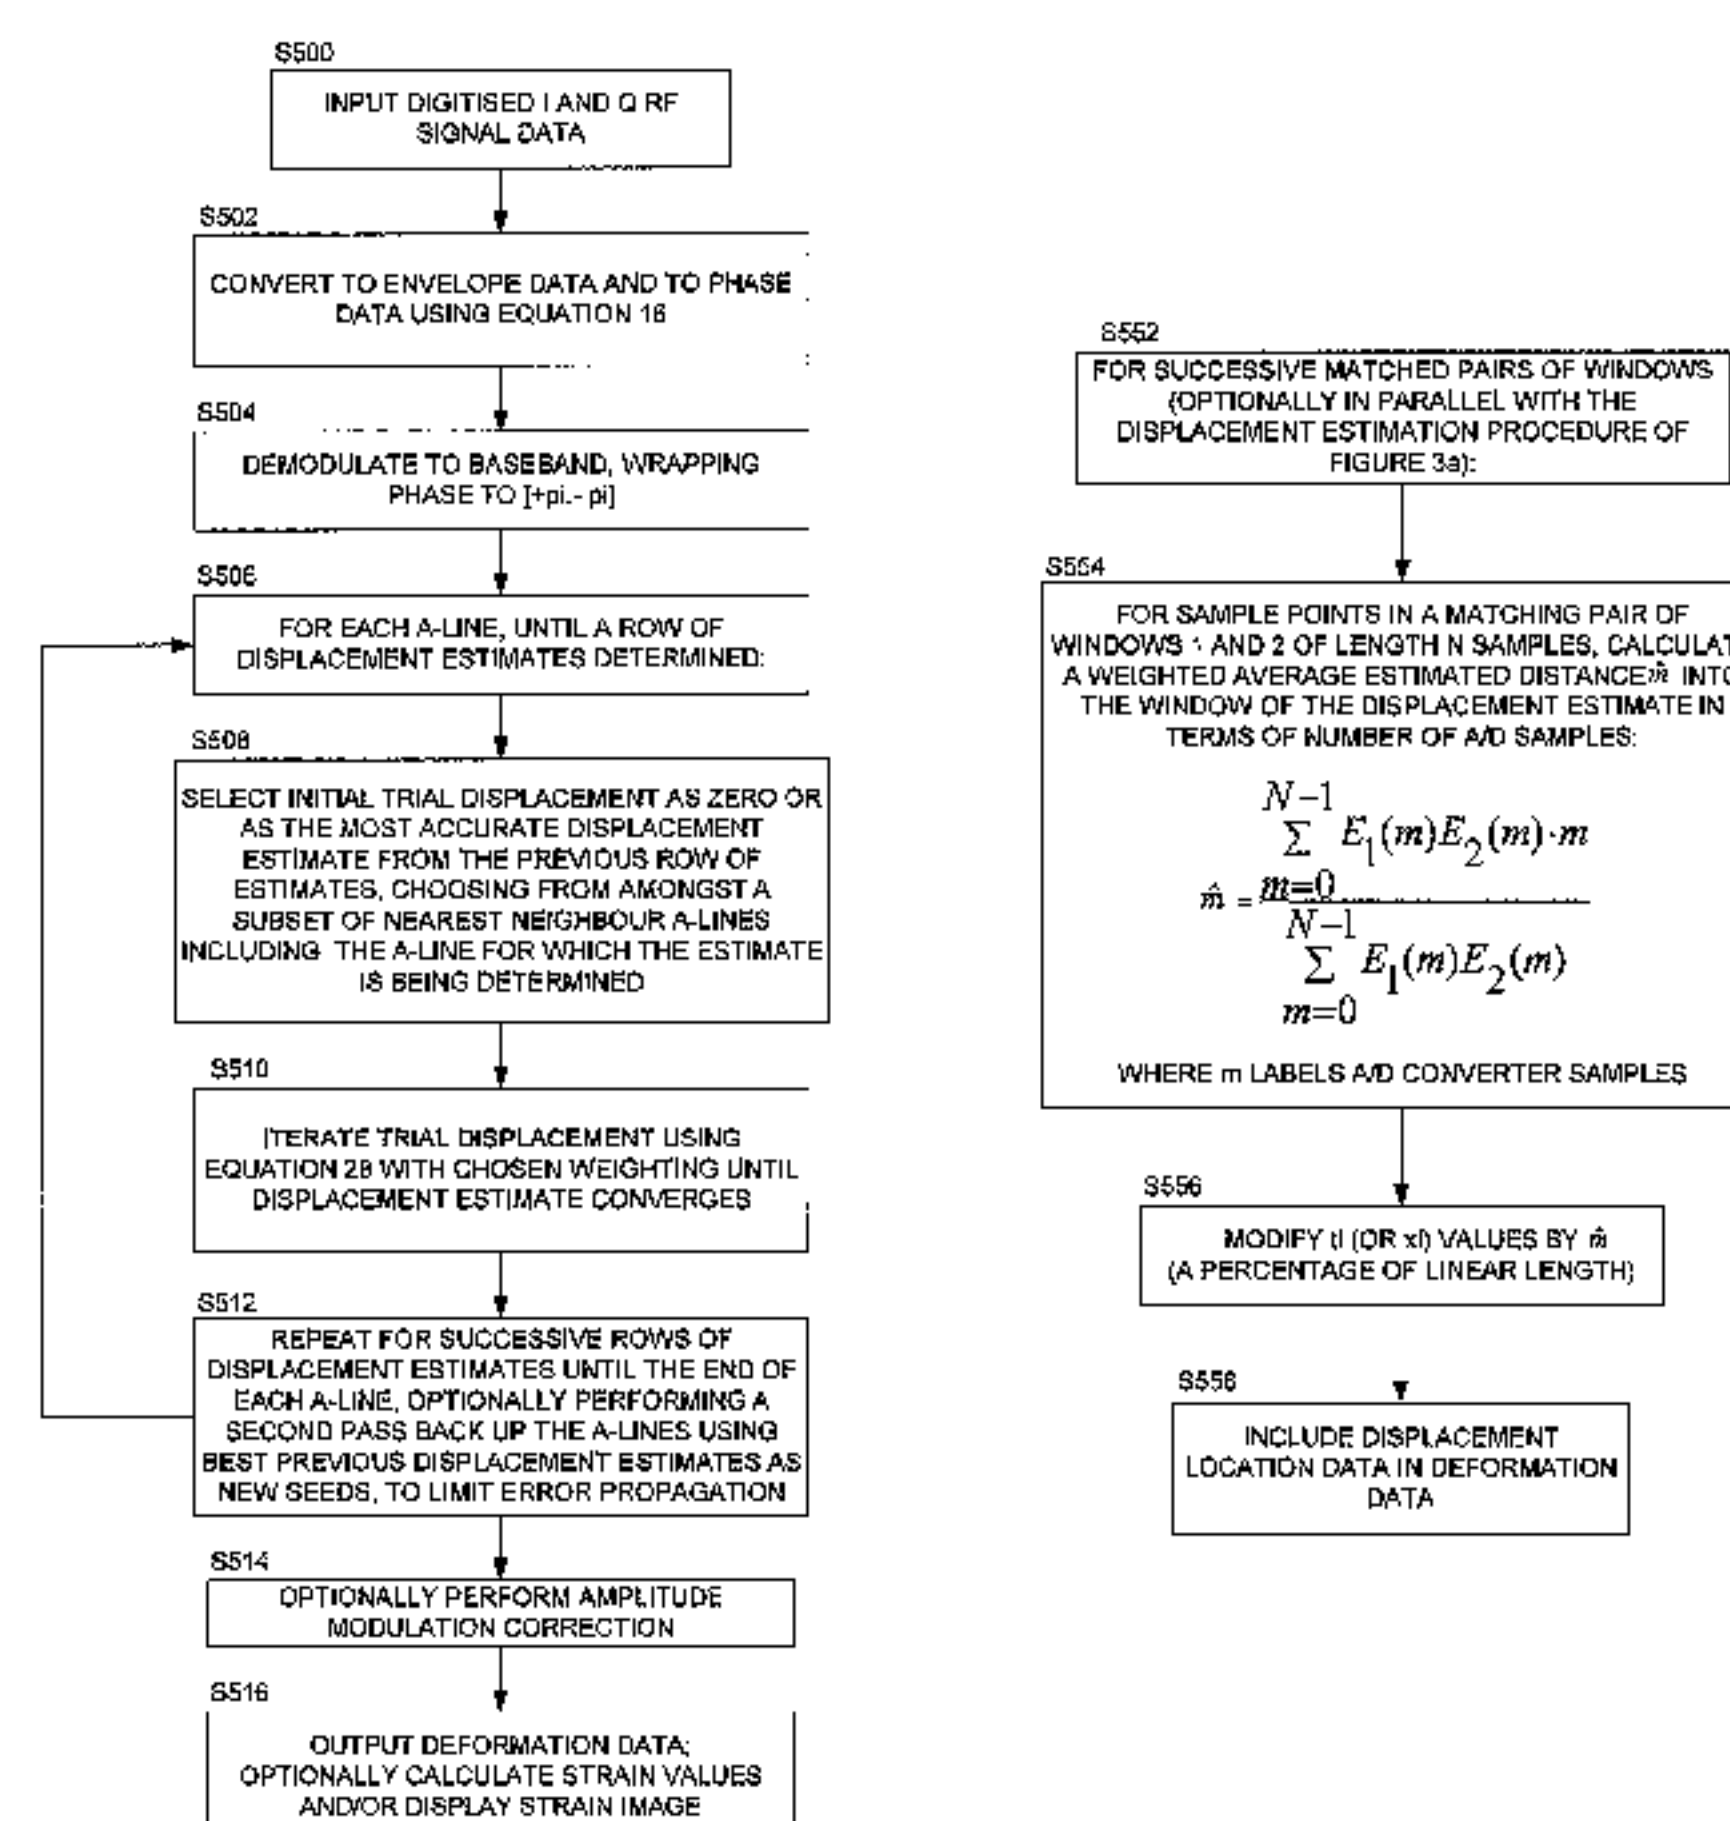 S500
INPUT DIGITISED I AND Q RF
SIGNAL DATA
S502
CONVERT TO ENVELOPE DATA AND TO PHASE
DATA USING EQUATION 16
S504
DEMODULATE TO BASEBAND, WRAPPING
PHASE TO [+pi,- pi]
S506
FOR EACH A-LINE, UNTIL A ROW OF
DISPLACEMENT ESTIMATES DETERMINED:
S508
SELECT INITIAL TRIAL DISPLACEMENT AS ZERO OR
AS THE MOST ACCURATE DISPLACEMENT
ESTIMATE FROM THE PREVIOUS ROW OF
ESTIMATES, CHOOSING FROM AMONGST A
SUBSET OF NEAREST NEIGHBOUR A-LINES
INCLUDING THE A-LINE FOR WHICH THE ESTIMATE
IS BEING DETERMINED
S510
ITERATE TRIAL DISPLACEMENT USING
EQUATION 28 WITH CHOSEN WEIGHTING UNTIL
DISPLACEMENT ESTIMATE CONVERGES
S512
REPEAT FOR SUCCESSIVE ROWS OF
DISPLACEMENT ESTIMATES UNTIL THE END OF
EACH A-LINE, OPTIONALLY PERFORMING A
SECOND PASS BACK UP THE A-LINES USING
BEST PREVIOUS DISPLACEMENT ESTIMATES AS
NEW SEEDS, TO LIMIT ERROR PROPAGATION
S514
OPTIONALLY PERFORM AMPLITUDE
MODULATION CORRECTION
S516
OUTPUT DEFORMATION DATA;
OPTIONALLY CALCULATE STRAIN VALUES
AND/OR DISPLAY STRAIN IMAGE
S552
FOR SUCCESSIVE MATCHED PAIRS OF WINDOWS
(OPTIONALLY IN PARALLEL WITH THE
DISPLACEMENT ESTIMATION PROCEDURE OF
FIGURE 3a):
S554
FOR SAMPLE POINTS IN A MATCHING PAIR OF
WINDOWS 1 AND 2 OF LENGTH N SAMPLES, CALCULAT
A WEIGHTED AVERAGE ESTIMATED DISTANCE m̂ INTO
THE WINDOW OF THE DISPLACEMENT ESTIMATE IN
TERMS OF NUMBER OF A/D SAMPLES:
N−1
Σ E₁(m)E₂(m)·m
m̂ = m=0
N−1
Σ E₁(m)E₂(m)
m=0
WHERE m LABELS A/D CONVERTER SAMPLES
S556
MODIFY tl (OR xl) VALUES BY m̂
(A PERCENTAGE OF LINEAR LENGTH)
S558
INCLUDE DISPLACEMENT
LOCATION DATA IN DEFORMATION
DATA